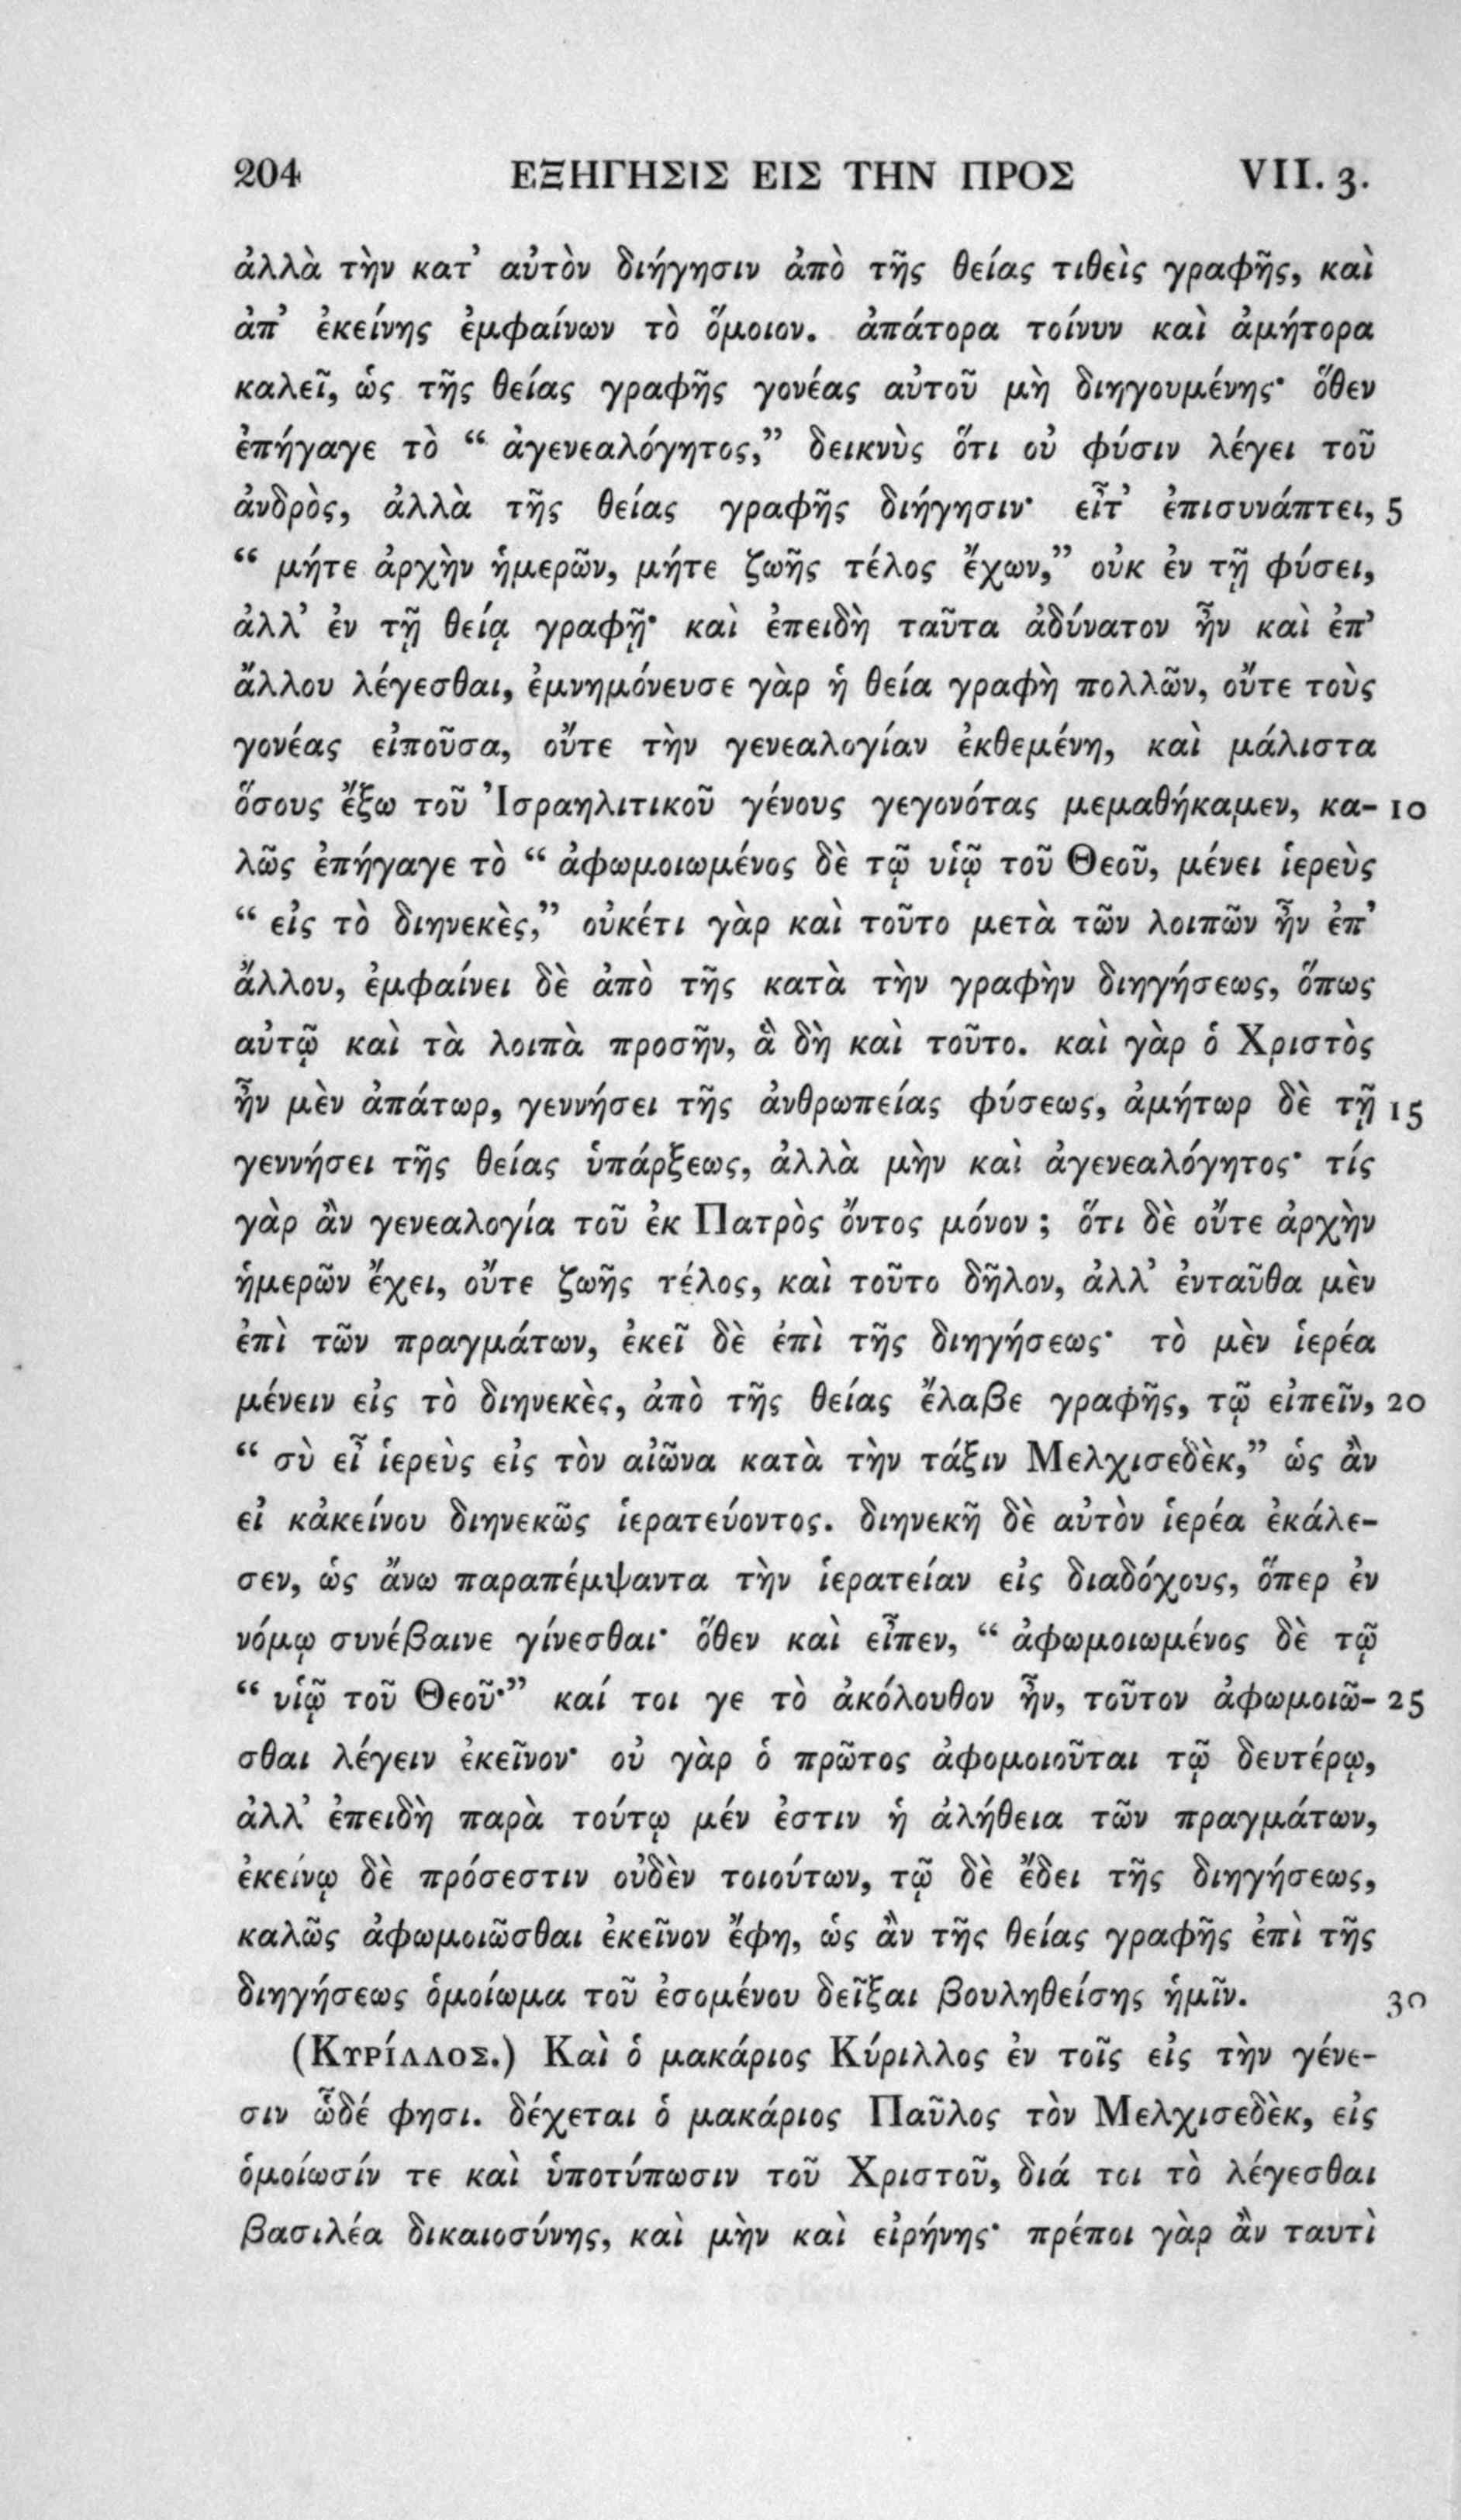 204 ΕΞΗΓΗΣΙΣ ΕΙΣ ΤΗΝ ΠΡΟΣ VII. 3.
ἀλλὰ τὴν κατ’ αὐτὸν διήγησιν ἀπὸ τῆς θείας τιθεὶς γραφῆς, καὶ
ἀπ’ ἐκείνης ἐμφαίνων τὸ ὅμοιον. ἀπάτορα τοίνυν καὶ ἀμήτορα
καλεῖ, ὡς τῆς θείας γραφῆς γονέας αὐτοῦ μὴ διηγουμένης· ὅθεν
ἐπήγαγε τὸ “ ἀγενεαλόγητος,” δεικνὺς ὅτι οὐ φύσιν λέγει τοῦ
ἀνδρὸς, ἀλλὰ τῆς θείας γραφῆς διήγησιν· εἶτ’ ἐπισυνάπτει, 5
“ μήτε ἀρχὴν ἡμερῶν, μήτε ζωῆς τέλος ἔχων,” οὐκ ἐν τῇ φύσει,
ἀλλ’ ἐν τῇ θείᾳ γραφῇ· καὶ ἐπειδὴ ταῦτα ἀδύνατον ἦν καὶ ἐπ’
ἄλλου λέγεσθαι, ἐμνημόνευσε γὰρ ἡ θεία γραφὴ πολλῶν, οὔτε τοὺς
γονέας εἰποῦσα, οὔτε τὴν γενεαλογίαν ἐκθεμένη, καὶ μάλιστα
ὅσους ἔξω τοῦ Ἰσραηλιτικοῦ γένους γεγονότας μεμαθήκαμεν, κα- 10
λῶς ἐπήγαγε τὸ “ ἀφωμοιωμένος δὲ τῷ υἱῷ τοῦ Θεοῦ, μένει ἱερεὺς
“ εἰς τὸ διηνεκὲς,” οὐκέτι γὰρ καὶ τοῦτο μετὰ τῶν λοιπῶν ἦν ἐπ’
ἄλλου, ἐμφαίνει δὲ ἀπὸ τῆς κατὰ τὴν γραφὴν διηγήσεως, ὅπως
αὐτῷ καὶ τὰ λοιπὰ προσῆν, ἃ δὴ καὶ τοῦτο. καὶ γὰρ ὁ Χριστὸς
ἦν μὲν ἀπάτωρ, γεννήσει τῆς ἀνθρωπείας φύσεως, ἀμήτωρ δὲ τῇ 15
γεννήσει τῆς θείας ὑπάρξεως, ἀλλὰ μὴν καὶ ἀγενεαλόγητος· τίς
γὰρ ἂν γενεαλογία τοῦ ἐκ Πατρὸς ὄντος μόνον ; ὅτι δὲ οὔτε ἀρχὴν
ἡμερῶν ἔχει, οὔτε ζωῆς τέλος, καὶ τοῦτο δῆλον, ἀλλ’ ἐνταῦθα μὲν
ἐπὶ τῶν πραγμάτων, ἐκεῖ δὲ ἐπὶ τῆς διηγήσεως· τὸ μὲν ἱερέα
μένειν εἰς τὸ διηνεκὲς, ἀπὸ τῆς θείας ἔλαβε γραφῆς, τῷ εἰπεῖν, 20
“ σὺ εἶ ἱερεὺς εἰς τὸν αἰῶνα κατὰ τὴν τάξιν Μελχισεδὲκ,” ὡς ἂν
εἰ κἀκείνου διηνεκῶς ἱερατεύοντος. διηνεκῆ δὲ αὐτὸν ἱερέα ἐκάλε-
σεν, ὡς ἄνω παραπέμψαντα τὴν ἱερατείαν εἰς διαδόχους, ὅπερ ἐν
νόμῳ συνέβαινε γίνεσθαι· ὅθεν καὶ εἶπεν, “ ἀφωμοιωμένος δὲ τῷ
“ υἱῷ τοῦ Θεοῦ·” καί τοι γε τὸ ἀκόλουθον ἦν, τοῦτον ἀφωμοιῶ- 25
σθαι λέγειν ἐκεῖνον· οὐ γὰρ ὁ πρῶτος ἀφομοιοῦται τῷ δευτέρῳ,
ἀλλ’ ἐπειδὴ παρὰ τούτῳ μέν ἐστιν ἡ ἀλήθεια τῶν πραγμάτων,
ἐκείνῳ δὲ πρόσεστιν οὐδὲν τοιούτων, τῷ δὲ ἔδει τῆς διηγήσεως,
καλῶς ἀφωμοιῶσθαι ἐκεῖνον ἔφη, ὡς ἂν τῆς θείας γραφῆς ἐπὶ τῆς
διηγήσεως ὁμοίωμα τοῦ ἐσομένου δεῖξαι βουληθείσης ἡμῖν. 30
(ΚΥΡΊΛΛΟΣ.) Καὶ ὁ μακάριος Κύριλλος ἐν τοῖς εἰς τὴν γένε-
σιν ὧδέ φησι. δέχεται ὁ μακάριος Παῦλος τὸν Μελχισεδὲκ, εἰς
ὁμοίωσίν τε καὶ ὑποτύπωσιν τοῦ Χριστοῦ, διά τοι τὸ λέγεσθαι
βασιλέα δικαιοσύνης, καὶ μὴν καὶ εἰρήνης· πρέποι γὰρ ἂν ταυτὶ